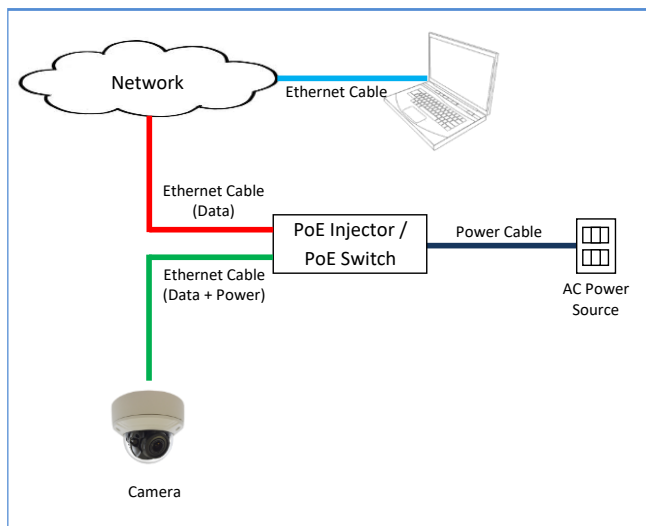 Network
Ethernet Cable
Ethernet Cable
(Data)
PoE Injector /
PoE Switch
Power Cable
Ethernet Cable
(Data + Power)
AC Power
Source
Camera